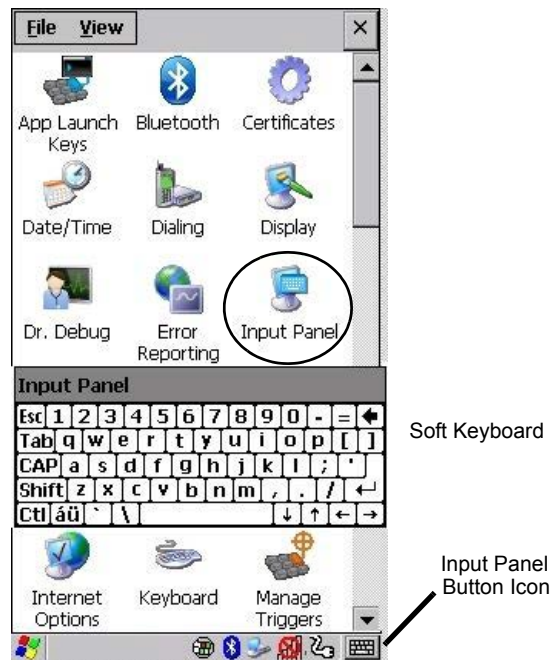 File View
App Launch Keys
Bluetooth
Certificates
Date/Time
Dialing
Display
Dr. Debug
Error Reporting
Input Panel
Input Panel
Esc 1 2 3 4 5 6 7 8 9 0 - =
Tab q w e r t y u i o p [ ]
CAP a s d f g h j k l ; '
Shift z x c v b n m , . /
Ctl áü ` \ ↓ ↑ ← →
Soft Keyboard
Internet Options
Keyboard
Manage Triggers
Input Panel
Button Icon